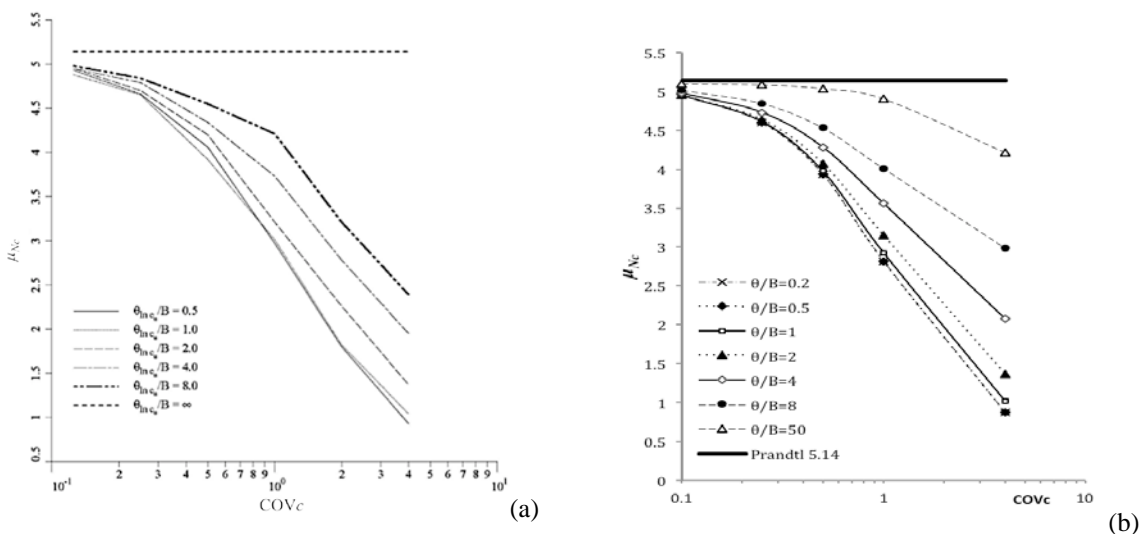 5.5
5
4.5
4
3.5
3
2.5
2
1.5
1
0.5
μNc
θln cu/B = 0.5
θln cu/B = 1.0
θln cu/B = 2.0
θln cu/B = 4.0
θln cu/B = 8.0
θln cu/B = ∞
10-1 2 3 4 5 6 7 8 9 100 2 3 4 5 6 7 8 9 101
COVc
(a)
5.5
5
4.5
4
3.5
3
2.5
2
1.5
1
0.5
0
μNc
θ/B=0.2
θ/B=0.5
θ/B=1
θ/B=2
θ/B=4
θ/B=8
θ/B=50
Prandtl 5.14
0.1 1 COVc 10
(b)